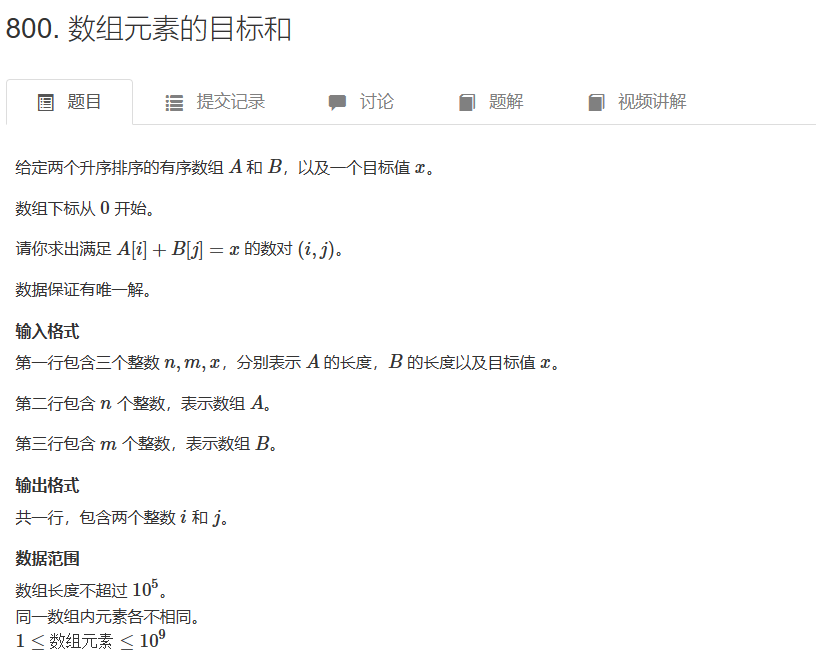 800. 数组元素的目标和
题目 提交记录 讨论 题解 视频讲解
给定两个升序排序的有序数组 A 和 B，以及一个目标值 x。
数组下标从 0 开始。
请你求出满足 A[i] + B[j] = x 的数对 (i, j)。
数据保证有唯一解。
输入格式
第一行包含三个整数 n, m, x，分别表示 A 的长度，B 的长度以及目标值 x。
第二行包含 n 个整数，表示数组 A。
第三行包含 m 个整数，表示数组 B。
输出格式
共一行，包含两个整数 i 和 j。
数据范围
数组长度不超过 10⁵。
同一数组内元素各不相同。
1 ≤ 数组元素 ≤ 10⁹